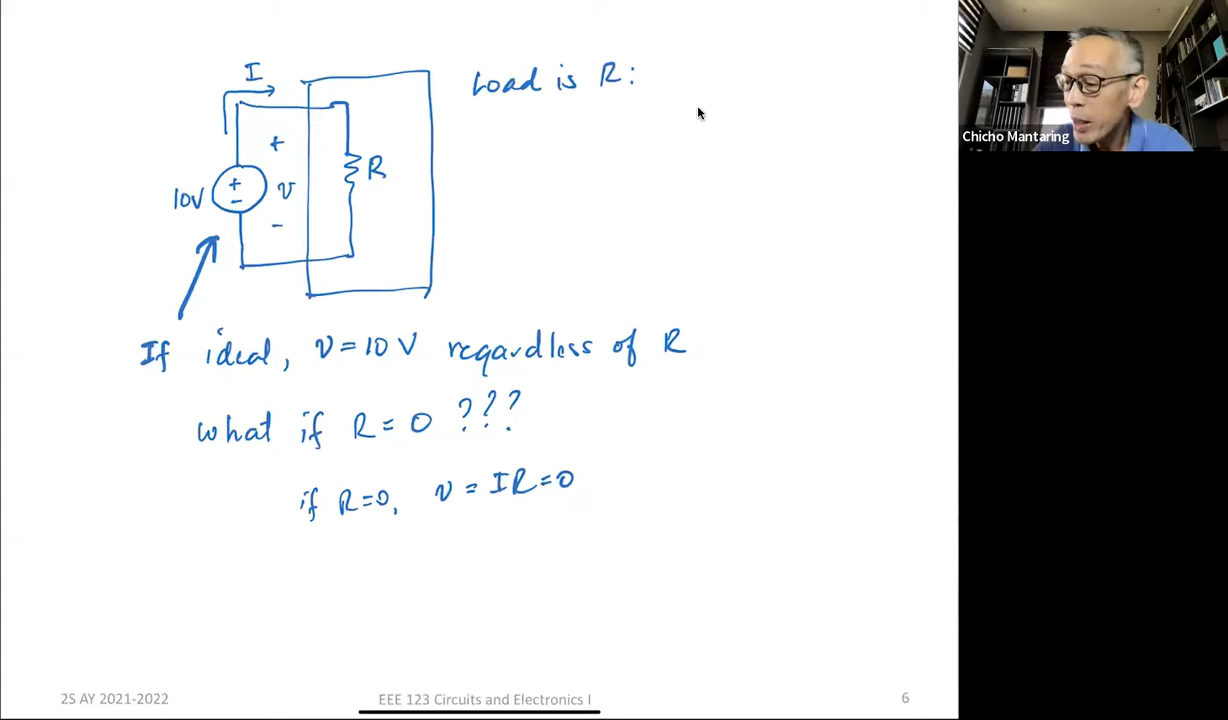 I
Load is R:
+
10V
+
-
v
R
-
If ideal, v = 10 V regardless of R
What if R = 0 ???
if R=0, v = IR = 0
2S AY 2021-2022
EEE 123 Circuits and Electronics I
6
Chicho Mantaring